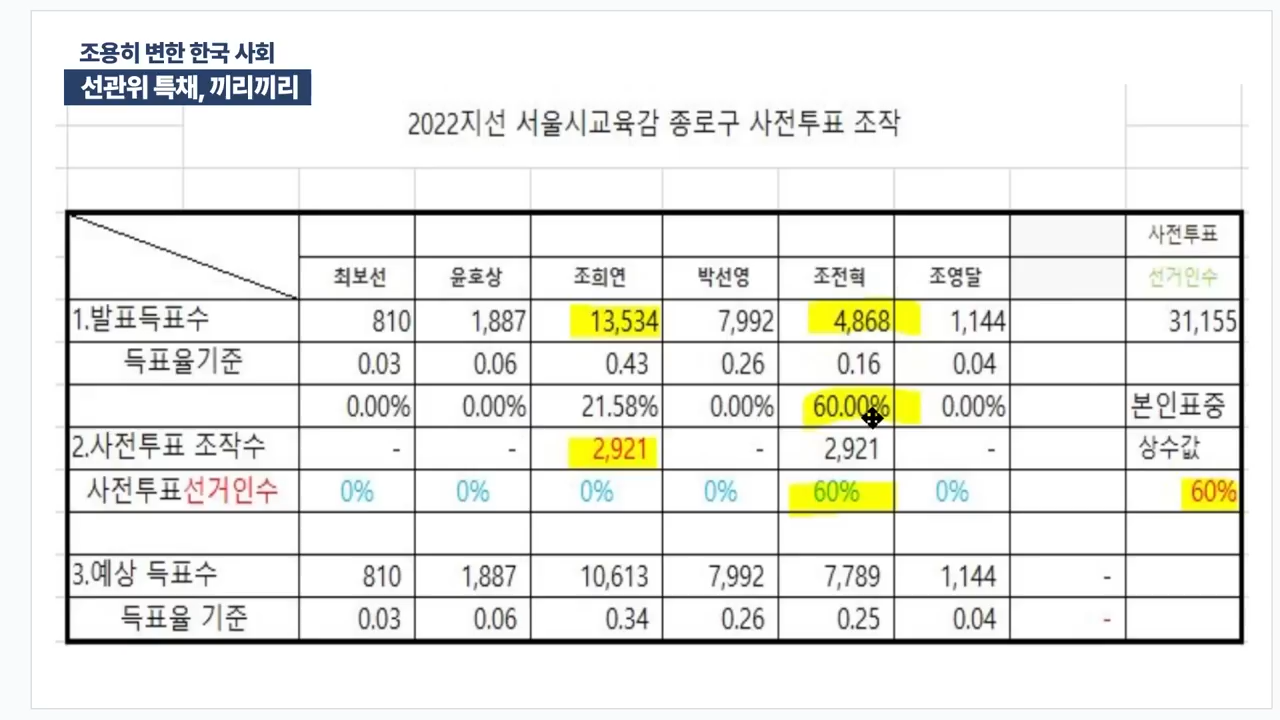 조용히 변한 한국 사회
선관위 특채, 끼리끼리
2022지선 서울시교육감 종로구 사전투표 조작
사전투표
최보선 윤호상 조희연 박선영 조전혁 조영달 선거인수
1.발표득표수 810 1,887 13,534 7,992 4,868 1,144 31,155
득표율기준 0.03 0.06 0.43 0.26 0.16 0.04
0.00% 0.00% 21.58% 0.00% 60.00% 0.00% 본인표중
2.사전투표 조작수 - - 2,921 - 2,921 - 상수값
사전투표선거인수 0% 0% 0% 0% 60% 0% 60%
3.예상 득표수 810 1,887 10,613 7,992 7,789 1,144 -
득표율 기준 0.03 0.06 0.34 0.26 0.25 0.04 -